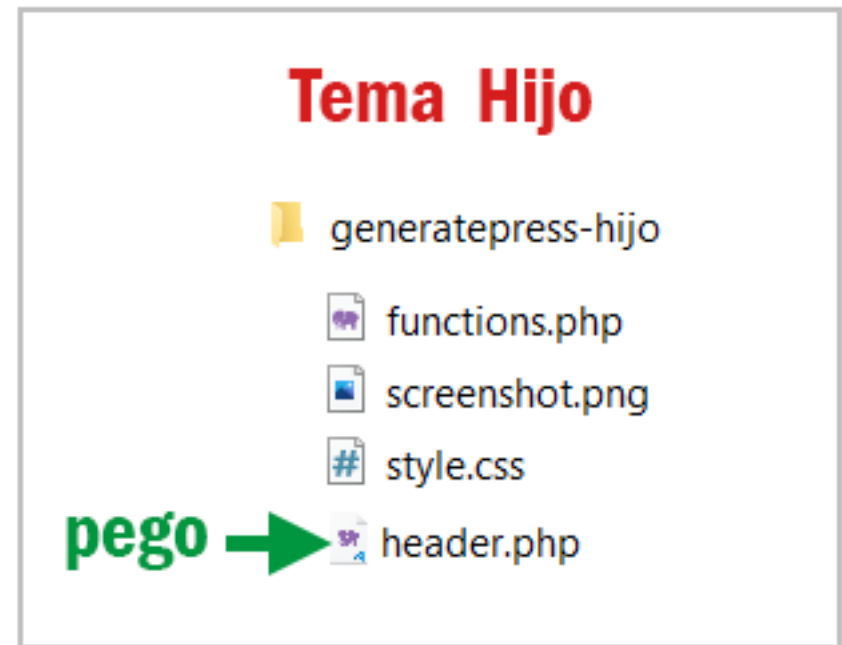 Tema Hijo
generatepress-hijo
functions.php
screenshot.png
style.css
pego header.php